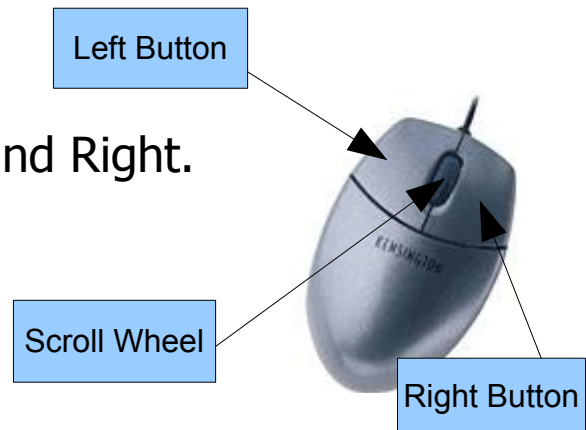 Left Button
nd Right.
KENSINGTON
Scroll Wheel
Right Button